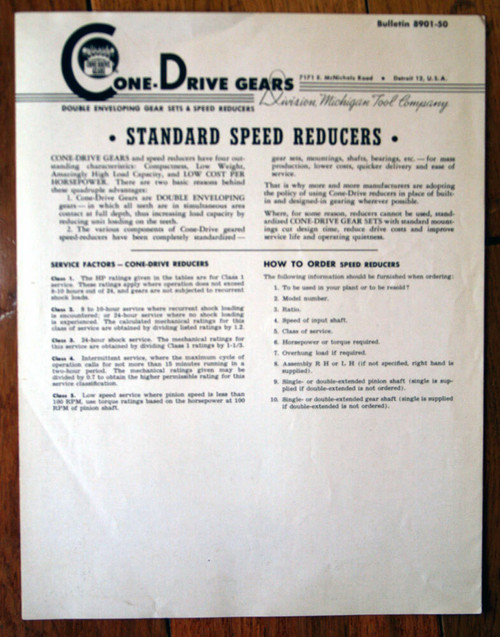 Bulletin 8901-50
CONE-DRIVE GEARS
7171 E. McNichols Road • Detroit 12, U.S.A.
Division Michigan Tool Company
DOUBLE ENVELOPING GEAR SETS & SPEED REDUCERS
• STANDARD SPEED REDUCERS •
CONE-DRIVE GEARS and speed reducers have four out-
standing characteristics: Compactness, Low Weight,
Amazingly High Load Capacity, and LOW COST PER
HORSEPOWER. There are two basic reasons behind
these quadruple advantages:
1. Cone-Drive Gears are DOUBLE ENVELOPING
gears — in which all teeth are in simultaneous area
contact at full depth, thus increasing load capacity by
reducing unit loading on the teeth.
2. The various components of Cone-Drive geared
speed-reducers have been completely standardized —
gear sets, mountings, shafts, bearings, etc. — for mass
production, lower costs, quicker delivery and ease of
service.
That is why more and more manufacturers are adopting
the policy of using Cone-Drive reducers in place of built-
in and designed-in gearing wherever possible.
Where, for some reason, reducers cannot be used, stand-
ardized CONE-DRIVE GEAR SETS with standard mount-
ings cut design time, reduce drive costs and improve
service life and operating quietness.
SERVICE FACTORS — CONE-DRIVE REDUCERS
Class 1. The HP ratings given in the tables are for Class 1
service. These ratings apply where operation does not exceed
8-10 hours out of 24, and gears are not subjected to recurrent
shock loads.
Class 2. 8 to 10-hour service where recurrent shock loading
is encountered; or 24-hour service where no shock loading
is experienced. The calculated mechanical ratings for this
class of service are obtained by dividing listed ratings by 1.2.
Class 3. 24-hour shock service. The mechanical ratings for
this service are obtained by dividing Class 1 ratings by 1-1/3.
Class 4. Intermittent service, where the maximum cycle of
operation calls for not more than 15 minutes running in a
two-hour period. The mechanical ratings given may be
divided by 0.7 to obtain the higher permissible rating for this
service classification.
Class 5. Low speed service where pinion speed is less than
100 RPM, use torque ratings based on the horsepower at 100
RPM of pinion shaft.
HOW TO ORDER SPEED REDUCERS
The following information should be furnished when ordering:
1. To be used in your plant or to be resold?
2. Model number.
3. Ratio.
4. Speed of input shaft.
5. Class of service.
6. Horsepower or torque required.
7. Overhung load if required.
8. Assembly R H or L H (if not specified, right hand is
supplied).
9. Single- or double-extended pinion shaft (single is sup-
plied if double-extended is not ordered).
10. Single- or double-extended gear shaft (single is supplied
if double-extended is not ordered).